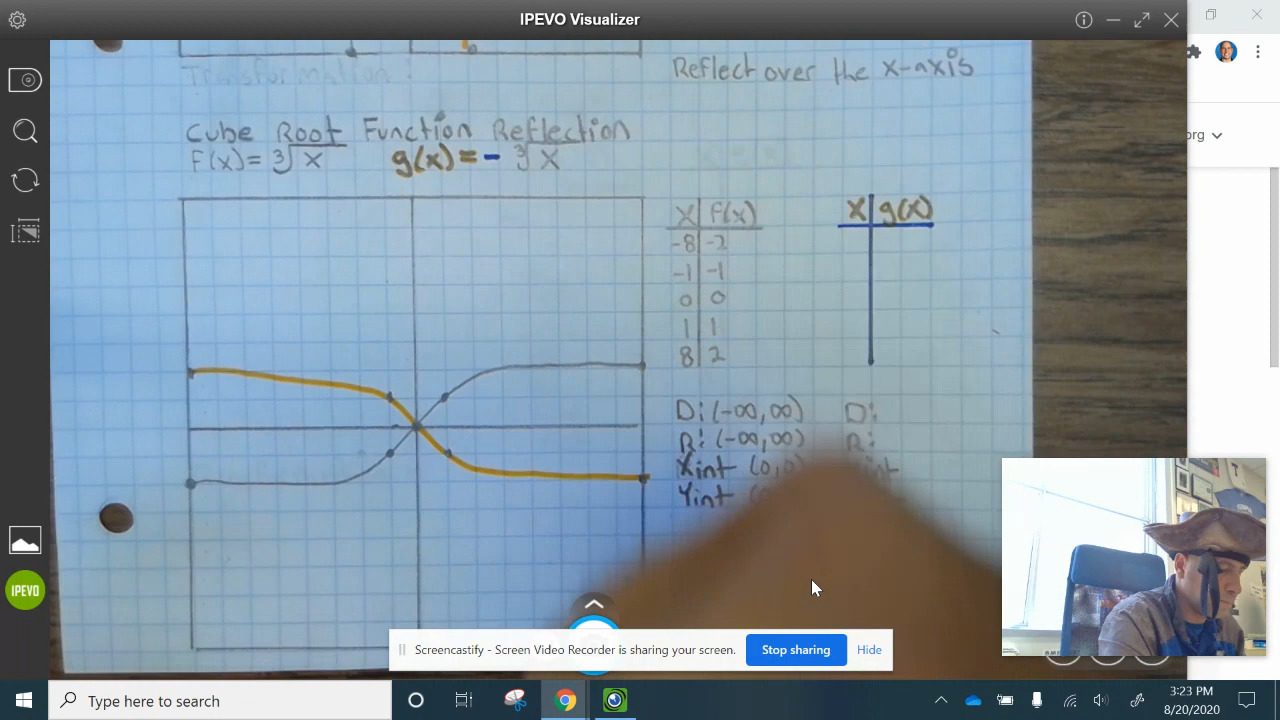 IPEVO Visualizer
Transformation:
Reflect over the x-axis
Cube Root Function Reflection
F(x)= ∛x g(x)= - ∛x
X F(x)
-8 -2
-1 -1
0 0
1 1
8 2
X g(x)
D: (-∞,∞) D:
R: (-∞,∞) R:
Xint (0,0)
Yint
org
IPEVO
Screencastify - Screen Video Recorder is sharing your screen. Stop sharing Hide
Type here to search
3:23 PM
8/20/2020